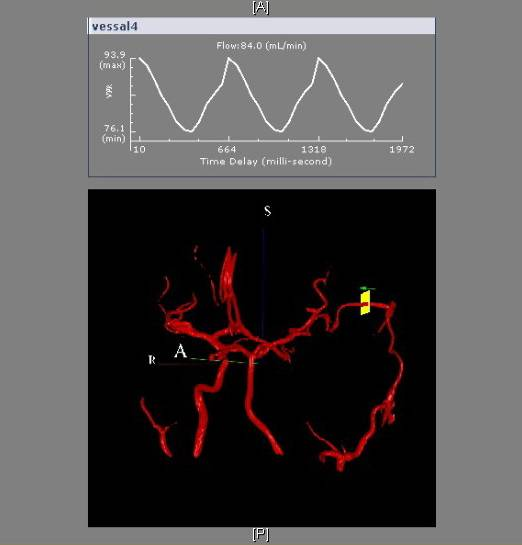 [A]
vessal4
Flow: 84.0 (mL/min)
93.9
(max)
VFR
76.1
(min)
10 664 1318 1972
Time Delay (milli-second)
S
R A
[P]